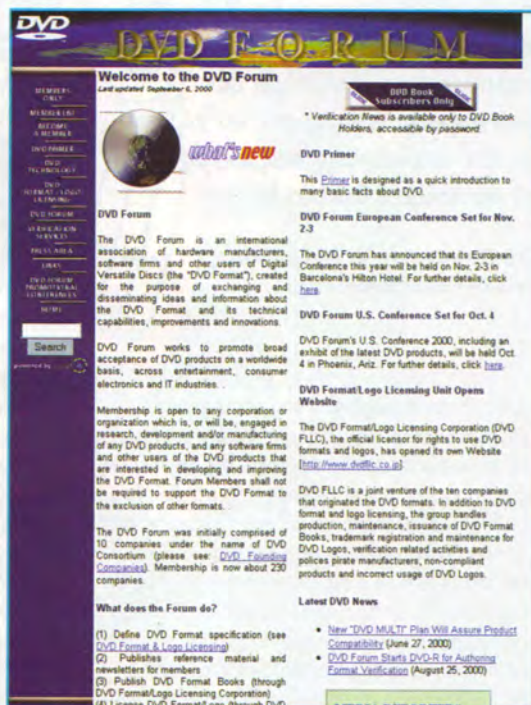 DVD
DVD FORUM
MEMBERS
ONLY
MEMBER LIST
BECOME
A MEMBER
DVD PRIMER
DVD
TECHNOLOGY
DVD
FORMAT / LOGO
LICENSING
DVD FORUM
VERIFICATION
SERVICES
PRESS AREA
LINKS
DVD FORUM
PROMOTIONAL
CONFERENCES
HOME
Search
powered by
Welcome to the DVD Forum
Last updated September 6, 2000
what's new
DVD Forum
The DVD Forum is an international
association of hardware manufacturers,
software firms and other users of Digital
Versatile Discs (the "DVD Format"), created
for the purpose of exchanging and
disseminating ideas and information about
the DVD Format and its technical
capabilities, improvements and innovations.
DVD Forum works to promote broad
acceptance of DVD products on a worldwide
basis, across entertainment, consumer
electronics and IT industries. .
Membership is open to any corporation or
organization which is, or will be, engaged in
research, development and/or manufacturing
of any DVD products, and any software firms
and other users of the DVD products that
are interested in developing and improving
the DVD Format. Forum Members shall not
be required to support the DVD Format to
the exclusion of other formats.
The DVD Forum was initially comprised of
10 companies under the name of DVD
Consortium (please see: DVD Founding
Companies). Membership is now about 230
companies.
What does the Forum do?
(1) Define DVD Format specification (see
DVD Format & Logo Licensing)
(2) Publishes reference material and
newsletters for members
(3) Publish DVD Format Books (through
DVD Format/Logo Licensing Corporation)
(4) License DVD Format/Logo (through DVD
DVD Book
Subscribers Only
* Verification News is available only to DVD Book
Holders, accessible by password.
DVD Primer
This Primer is designed as a quick introduction to
many basic facts about DVD.
DVD Forum European Conference Set for Nov.
2-3
The DVD Forum has announced that its European
Conference this year will be held on Nov. 2-3 in
Barcelona's Hilton Hotel. For further details, click
here.
DVD Forum U.S. Conference Set for Oct. 4
DVD Forum's U.S. Conference 2000, including an
exhibit of the latest DVD products, will be held Oct.
4 in Phoenix, Ariz. For further details, click here.
DVD Format/Logo Licensing Unit Opens
Website
The DVD Format/Logo Licensing Corporation (DVD
FLLC), the official licensor for rights to use DVD
formats and logos, has opened its own Website
[http://www.dvdfllc.co.jp].
DVD FLLC is a joint venture of the ten companies
that originated the DVD formats. In addition to DVD
format and logo licensing, the group handles
production, maintenance, issuance of DVD Format
Books, trademark registration and maintenance for
DVD Logos, verification related activities and
polices pirate manufacturers, non-compliant
products and incorrect usage of DVD Logos.
Latest DVD News
• New "DVD MULTI" Plan Will Assure Product
Compatibility (June 27, 2000)
• DVD Forum Starts DVD-R for Authoring
Format Verification (August 25, 2000)